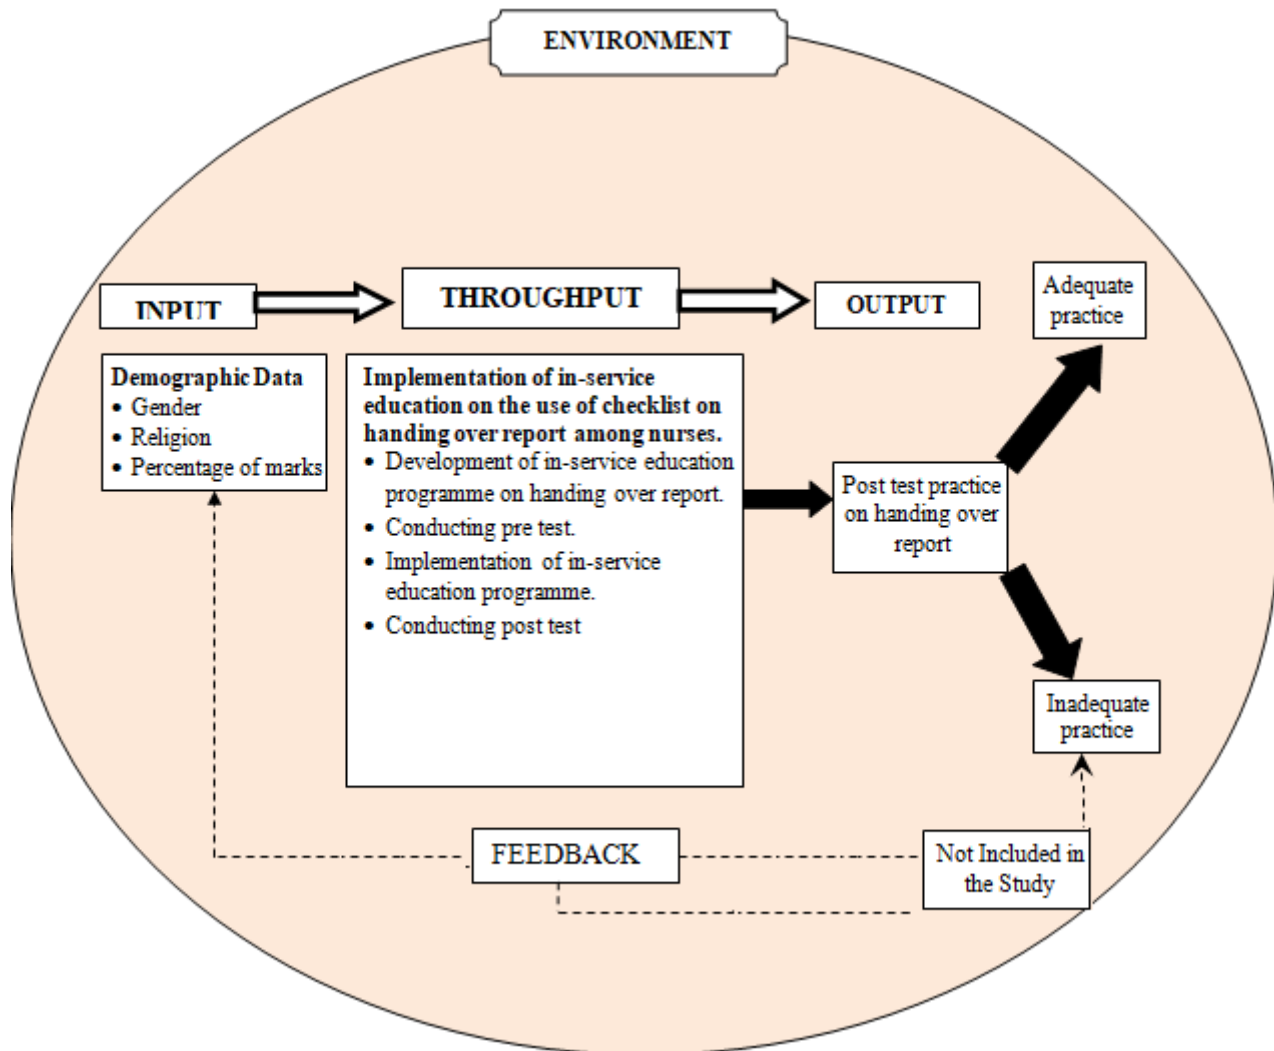 ENVIRONMENT
INPUT
THROUGHPUT
OUTPUT
Adequate
practice
Demographic Data
• Gender
• Religion
• Percentage of marks
Implementation of in-service
education on the use of checklist on
handing over report among nurses.
• Development of in-service education
programme on handing over report.
• Conducting pre test.
• Implementation of in-service
education programme.
• Conducting post test
Post test practice
on handing over
report
Inadequate
practice
FEEDBACK
Not Included in
the Study